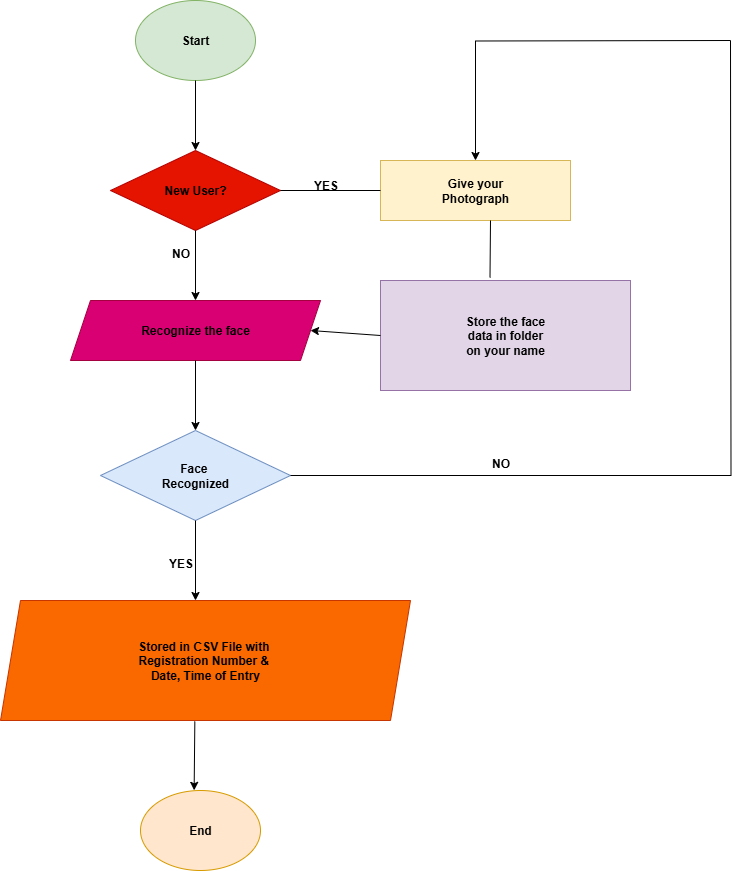 Start
New User?
YES
Give your
Photograph
NO
Recognize the face
Store the face
data in folder
on your name
Face
Recognized
NO
YES
Stored in CSV File with
Registration Number &
Date, Time of Entry
End